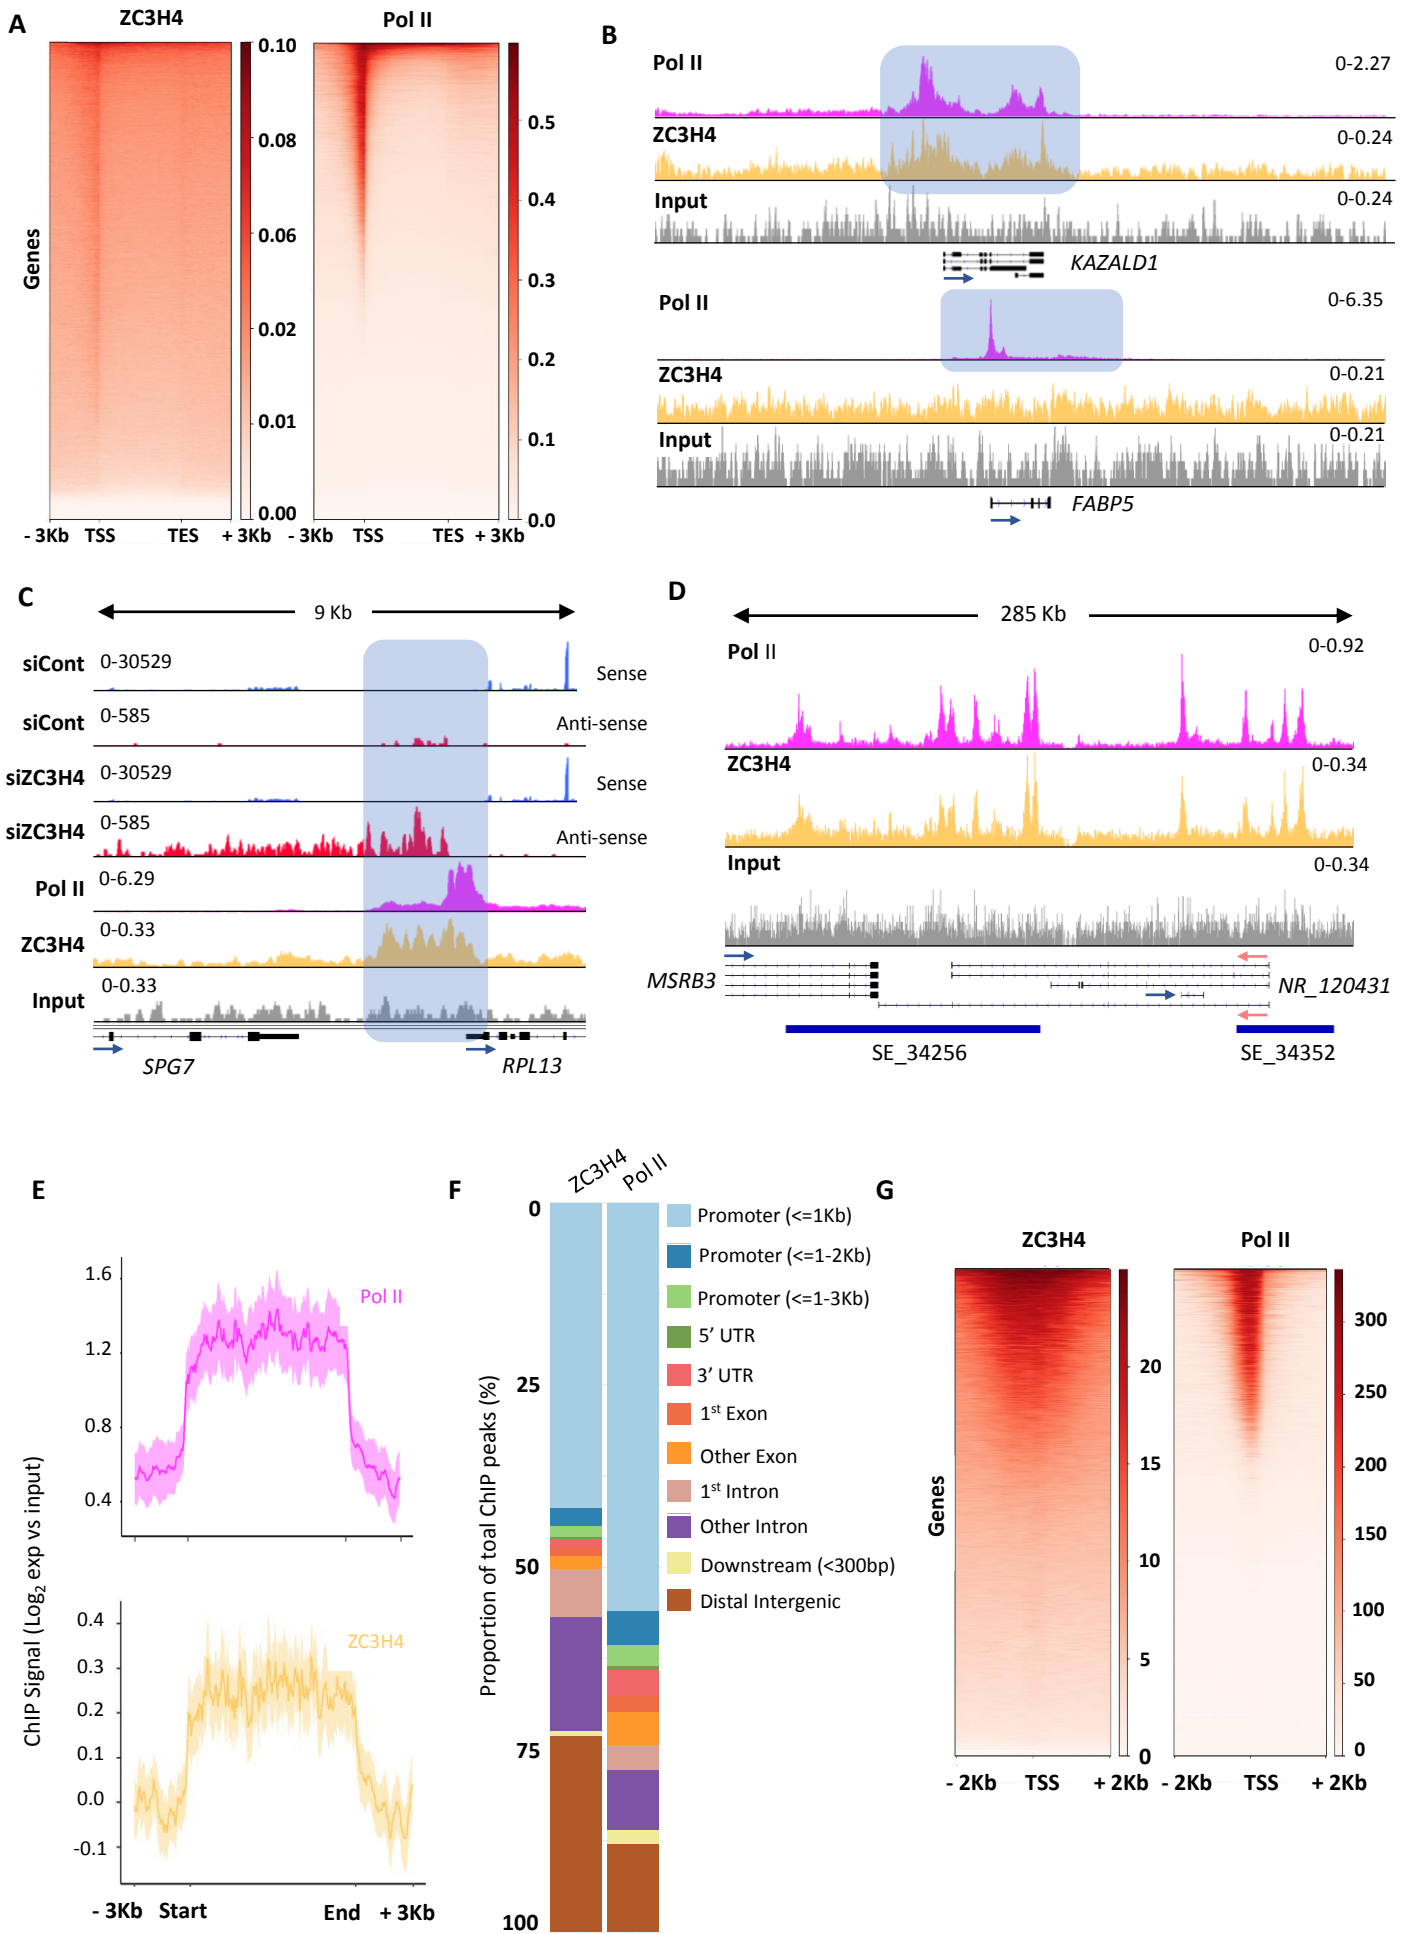 A
ZC3H4
Pol II
0.10
0.08
0.06
0.02
0.01
0.00
0.5
0.4
0.3
0.2
0.1
0.0
Genes
- 3Kb TSS TES + 3Kb
- 3Kb TSS TES + 3Kb
B
Pol II
0-2.27
ZC3H4
0-0.24
Input
0-0.24
KAZALD1
Pol II
0-6.35
ZC3H4
0-0.21
Input
0-0.21
FABP5
C
9 Kb
siCont
0-30529
Sense
siCont
0-585
Anti-sense
siZC3H4
0-30529
Sense
siZC3H4
0-585
Anti-sense
Pol II
0-6.29
ZC3H4
0-0.33
Input
0-0.33
SPG7
RPL13
D
285 Kb
Pol II
0-0.92
ZC3H4
0-0.34
Input
0-0.34
MSRB3
NR_120431
SE_34256
SE_34352
E
1.6
1.2
0.8
0.4
Pol II
0.4
0.3
0.2
0.1
0.0
-0.1
ZC3H4
ChIP Signal (Log2 exp vs input)
- 3Kb Start End + 3Kb
F
ZC3H4
Pol II
0
25
50
75
100
Proportion of toal ChIP peaks (%)
Promoter (<=1Kb)
Promoter (<=1-2Kb)
Promoter (<=1-3Kb)
5' UTR
3' UTR
1st Exon
Other Exon
1st Intron
Other Intron
Downstream (<300bp)
Distal Intergenic
G
ZC3H4
Pol II
Genes
20
15
10
5
0
300
250
200
150
100
50
0
- 2Kb TSS + 2Kb
- 2Kb TSS + 2Kb